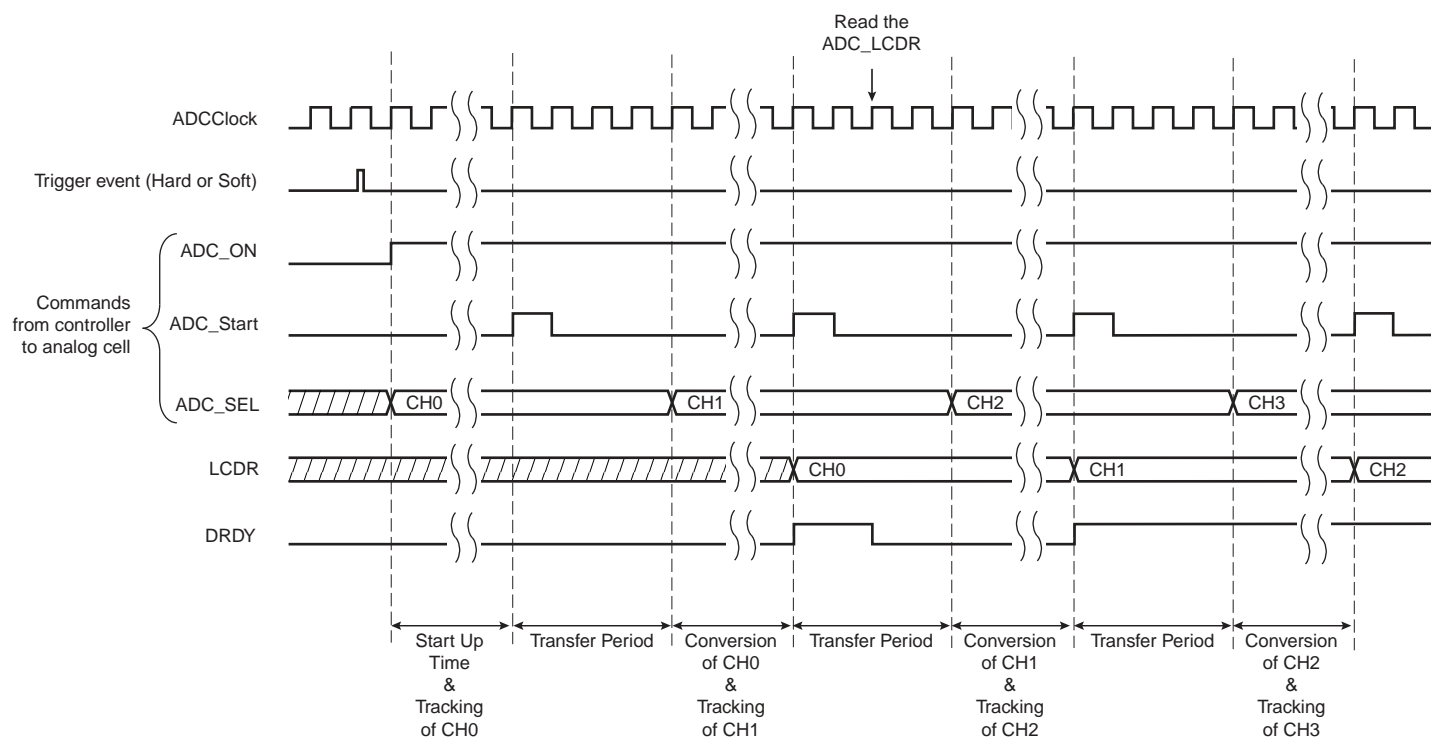 Read the
ADC_LCDR
ADCClock
Trigger event (Hard or Soft)
ADC_ON
Commands
from controller
to analog cell
ADC_Start
ADC_SEL
CH0
CH1
CH2
CH3
LCDR
CH0
CH1
CH2
DRDY
Start Up
Time
&
Tracking
of CH0
Transfer Period
Conversion
of CH0
&
Tracking
of CH1
Transfer Period
Conversion
of CH1
&
Tracking
of CH2
Transfer Period
Conversion
of CH2
&
Tracking
of CH3